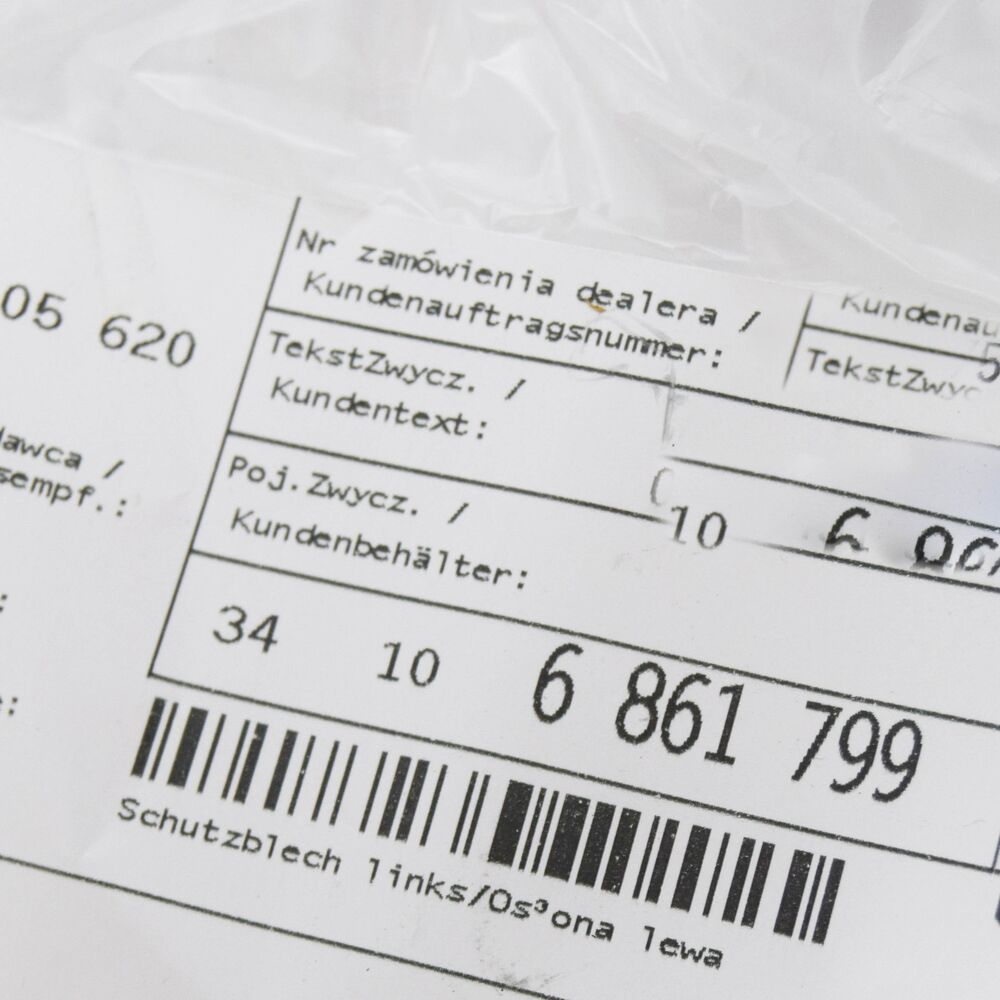 05 620
Nr zamówienia dealera /
Kundenauftragsnummer:
TekstZwycz. /
Kundentext:
Poj.Zwycz. /
Kundenbehälter:
TekstZwyc
10
34 10 6 861 799
Schutzblech links/Os³ona lewa